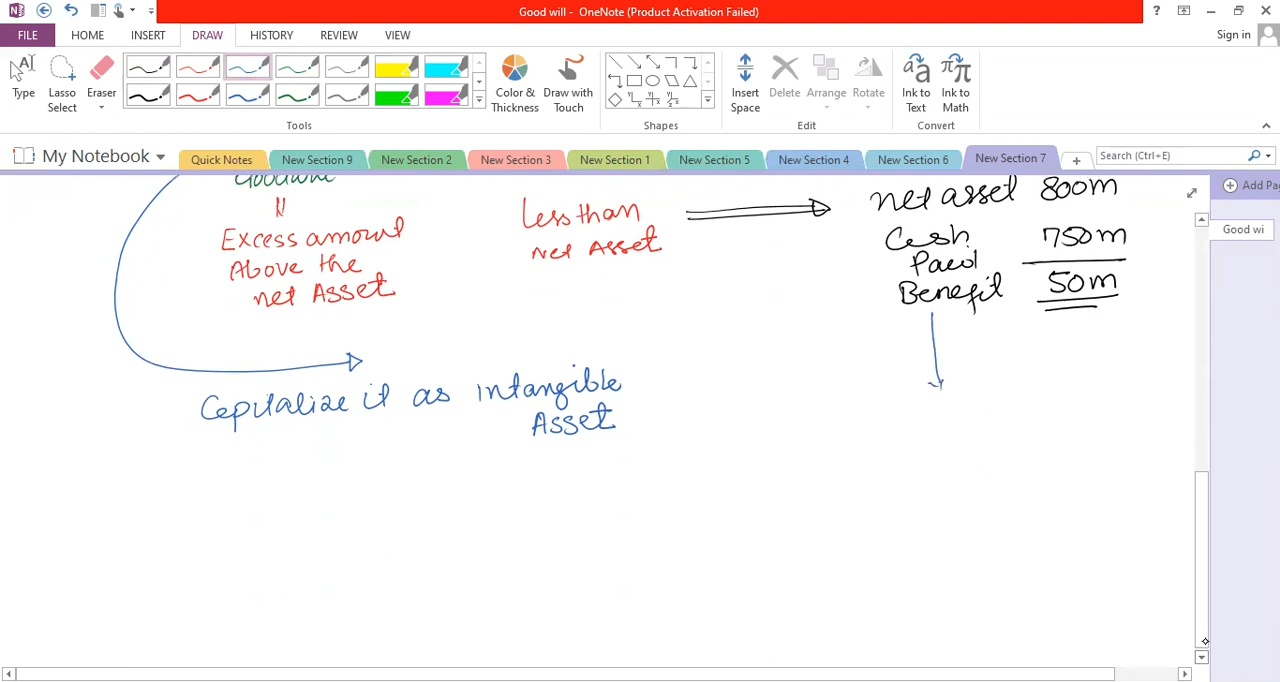 Good will - OneNote (Product Activation Failed)
FILE HOME INSERT DRAW HISTORY REVIEW VIEW Sign in
Type
Lasso Select
Eraser
Color & Thickness
Draw with Touch
Insert Space
Delete
Arrange
Rotate
Ink to Text
Ink to Math
Tools Shapes Edit Convert
My Notebook Quick Notes New Section 9 New Section 2 New Section 3 New Section 1 New Section 5 New Section 4 New Section 6 New Section 7 Search (Ctrl+E)
Add Pa
Good wi
Excess amount
Above the
net Asset
less than
net Asset
net asset 800m
Cash 750m
Paid
Benefit 50m
Capitalize it as intangible
Asset